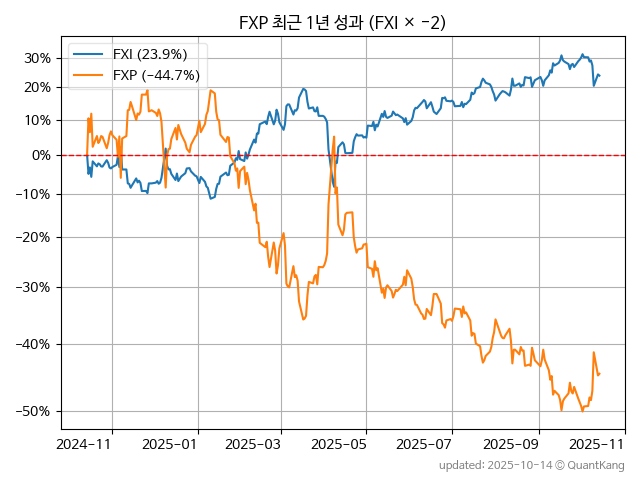 FXP 최근 1년 성과 (FXI × −2)
FXI (23.9%)
FXP (−44.7%)
30%
20%
10%
0%
−10%
−20%
−30%
−40%
−50%
2024-11 2025-01 2025-03 2025-05 2025-07 2025-09 2025-11
updated: 2025-10-14 © QuantKang